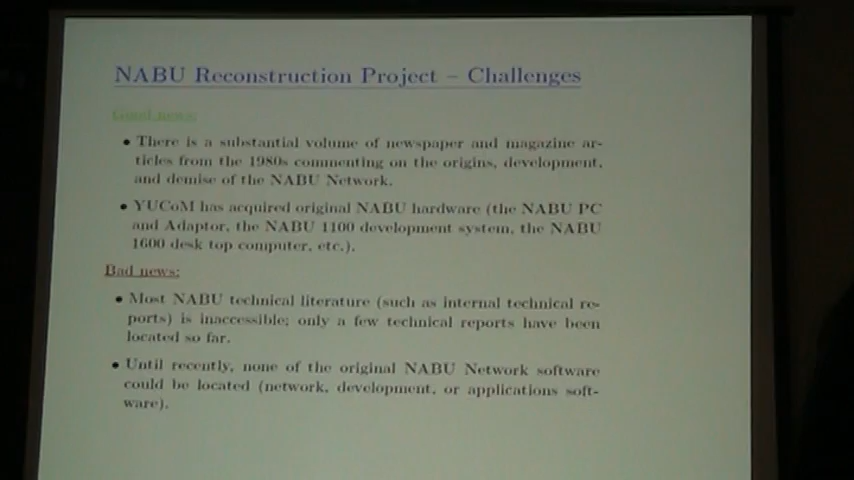 NABU Reconstruction Project – Challenges
Good news:
• There is a substantial volume of newspaper and magazine ar-
ticles from the 1980s commenting on the origins, development,
and demise of the NABU Network.
• YUCoM has acquired original NABU hardware (the NABU PC
and Adaptor, the NABU 1100 development system, the NABU
1600 desk top computer, etc.).
Bad news:
• Most NABU technical literature (such as internal technical re-
ports) is inaccessible; only a few technical reports have been
located so far.
• Until recently, none of the original NABU Network software
could be located (network, development, or applications soft-
ware).